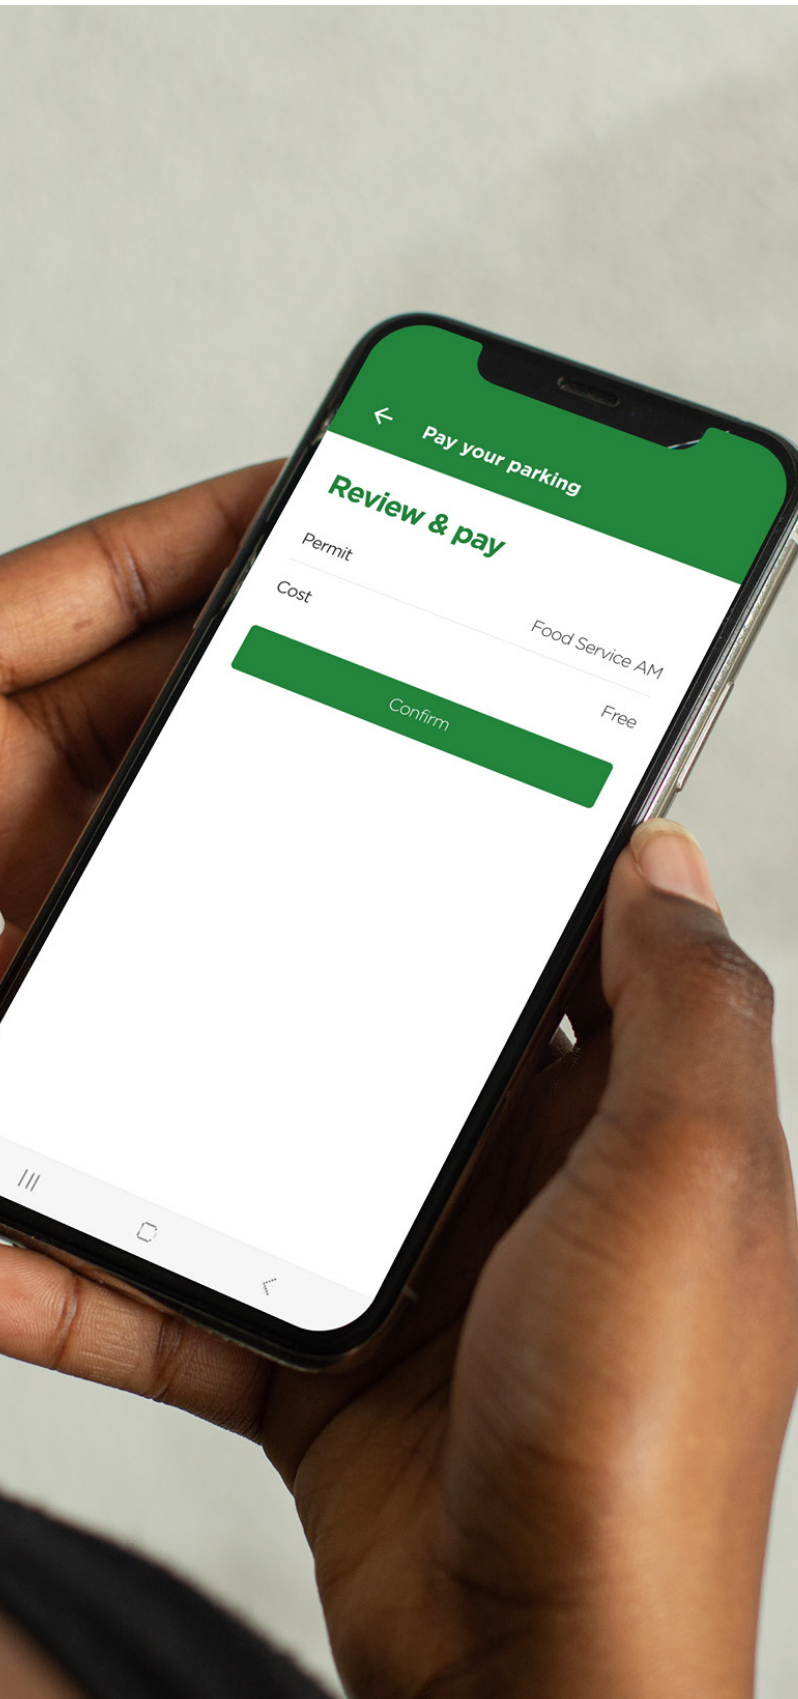 Pay your parking
Review & pay
Permit
Food Service AM
Cost
Free
Confirm